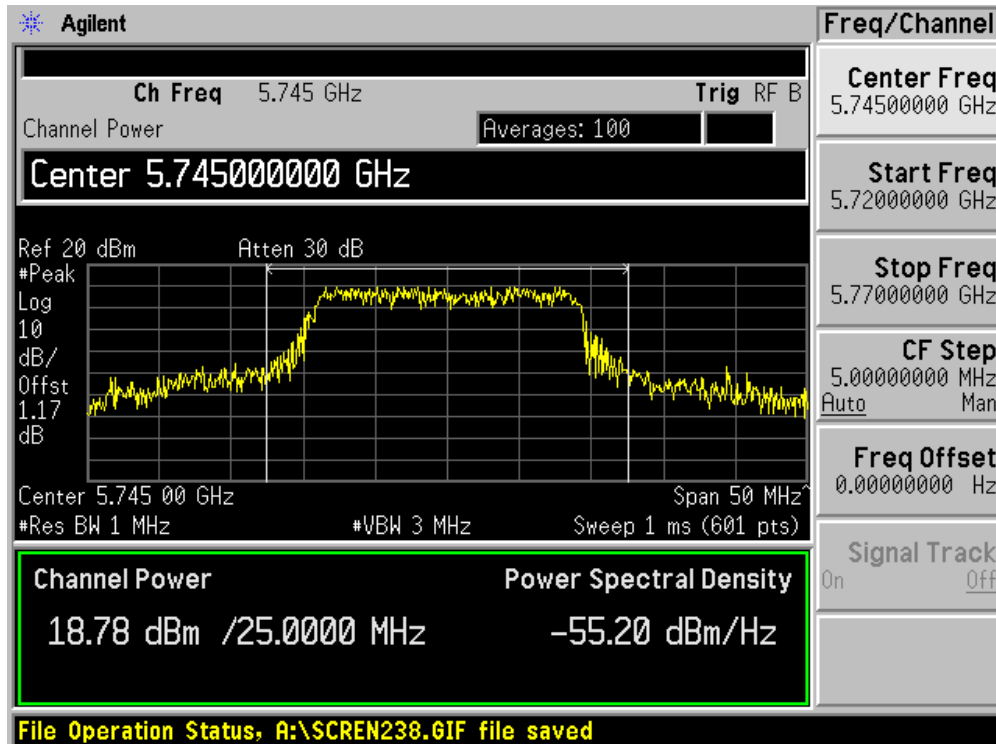 Agilent
Freq/Channel
Ch Freq 5.745 GHz Trig RF B
Channel Power Averages: 100
Center 5.745000000 GHz
Ref 20 dBm Atten 30 dB
#Peak
Log
10
dB/
Offst
1.17
dB
Center 5.745 00 GHz Span 50 MHz^
#Res BW 1 MHz #VBW 3 MHz Sweep 1 ms (601 pts)
Channel Power Power Spectral Density
18.78 dBm /25.0000 MHz -55.20 dBm/Hz
File Operation Status, A:\SCREN238.GIF file saved
Center Freq
5.74500000 GHz
Start Freq
5.72000000 GHz
Stop Freq
5.77000000 GHz
CF Step
5.00000000 MHz
Auto Man
Freq Offset
0.00000000 Hz
Signal Track
On Off